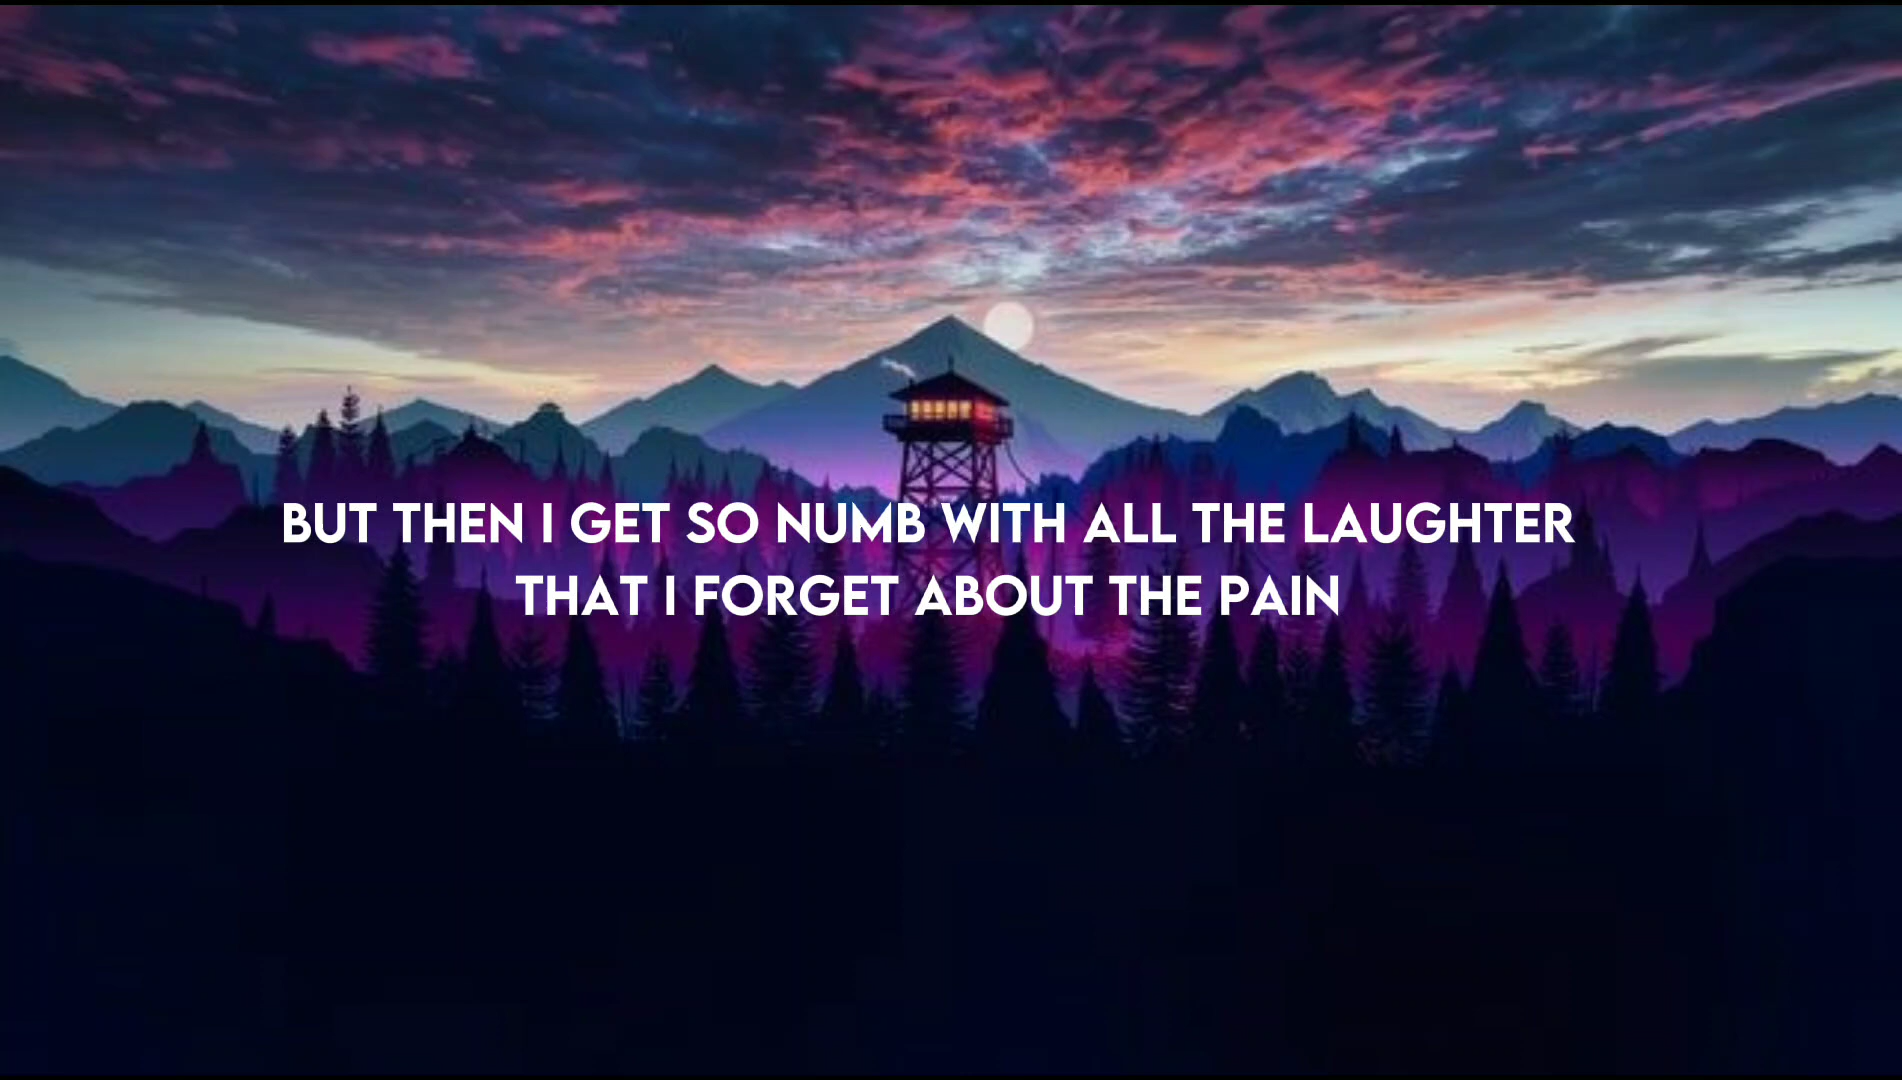 BUT THEN I GET SO NUMB WITH ALL THE LAUGHTER
THAT I FORGET ABOUT THE PAIN